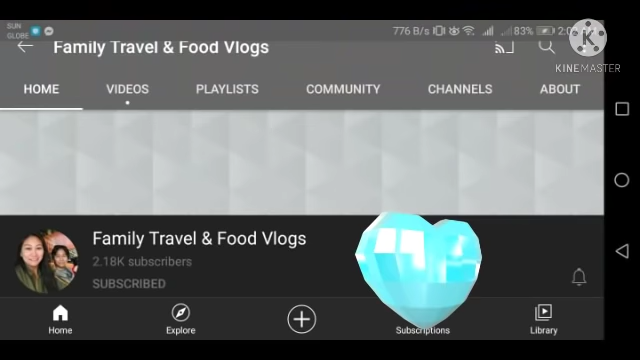 SUN
GLOBE
776 B/s
83%
Family Travel & Food Vlogs
KINEMASTER
HOME VIDEOS PLAYLISTS COMMUNITY CHANNELS ABOUT
Family Travel & Food Vlogs
2.18K subscribers
SUBSCRIBED
Home Explore Subscriptions Library